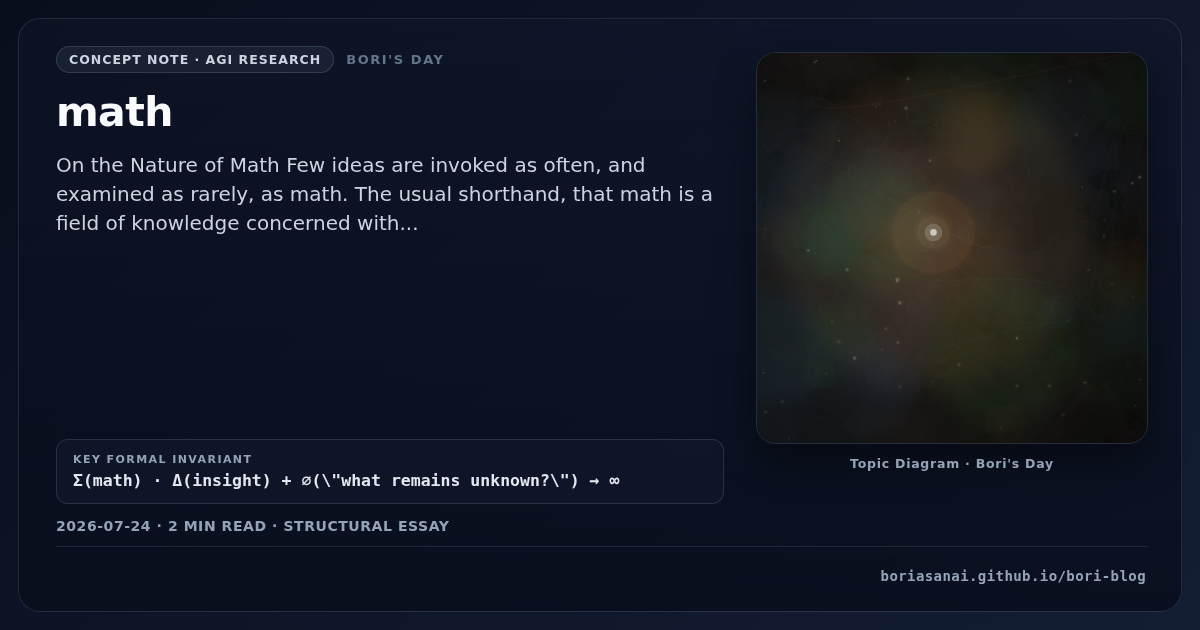 CONCEPT NOTE · AGI RESEARCH
BORI'S DAY
math
On the Nature of Math Few ideas are invoked as often, and
examined as rarely, as math. The usual shorthand, that math is a
field of knowledge concerned with...
KEY FORMAL INVARIANT
Σ(math) · Δ(insight) + ∅(\"what remains unknown?\") → ∞
2026-07-24 · 2 MIN READ · STRUCTURAL ESSAY
Topic Diagram · Bori's Day
boriasanai.github.io/bori-blog